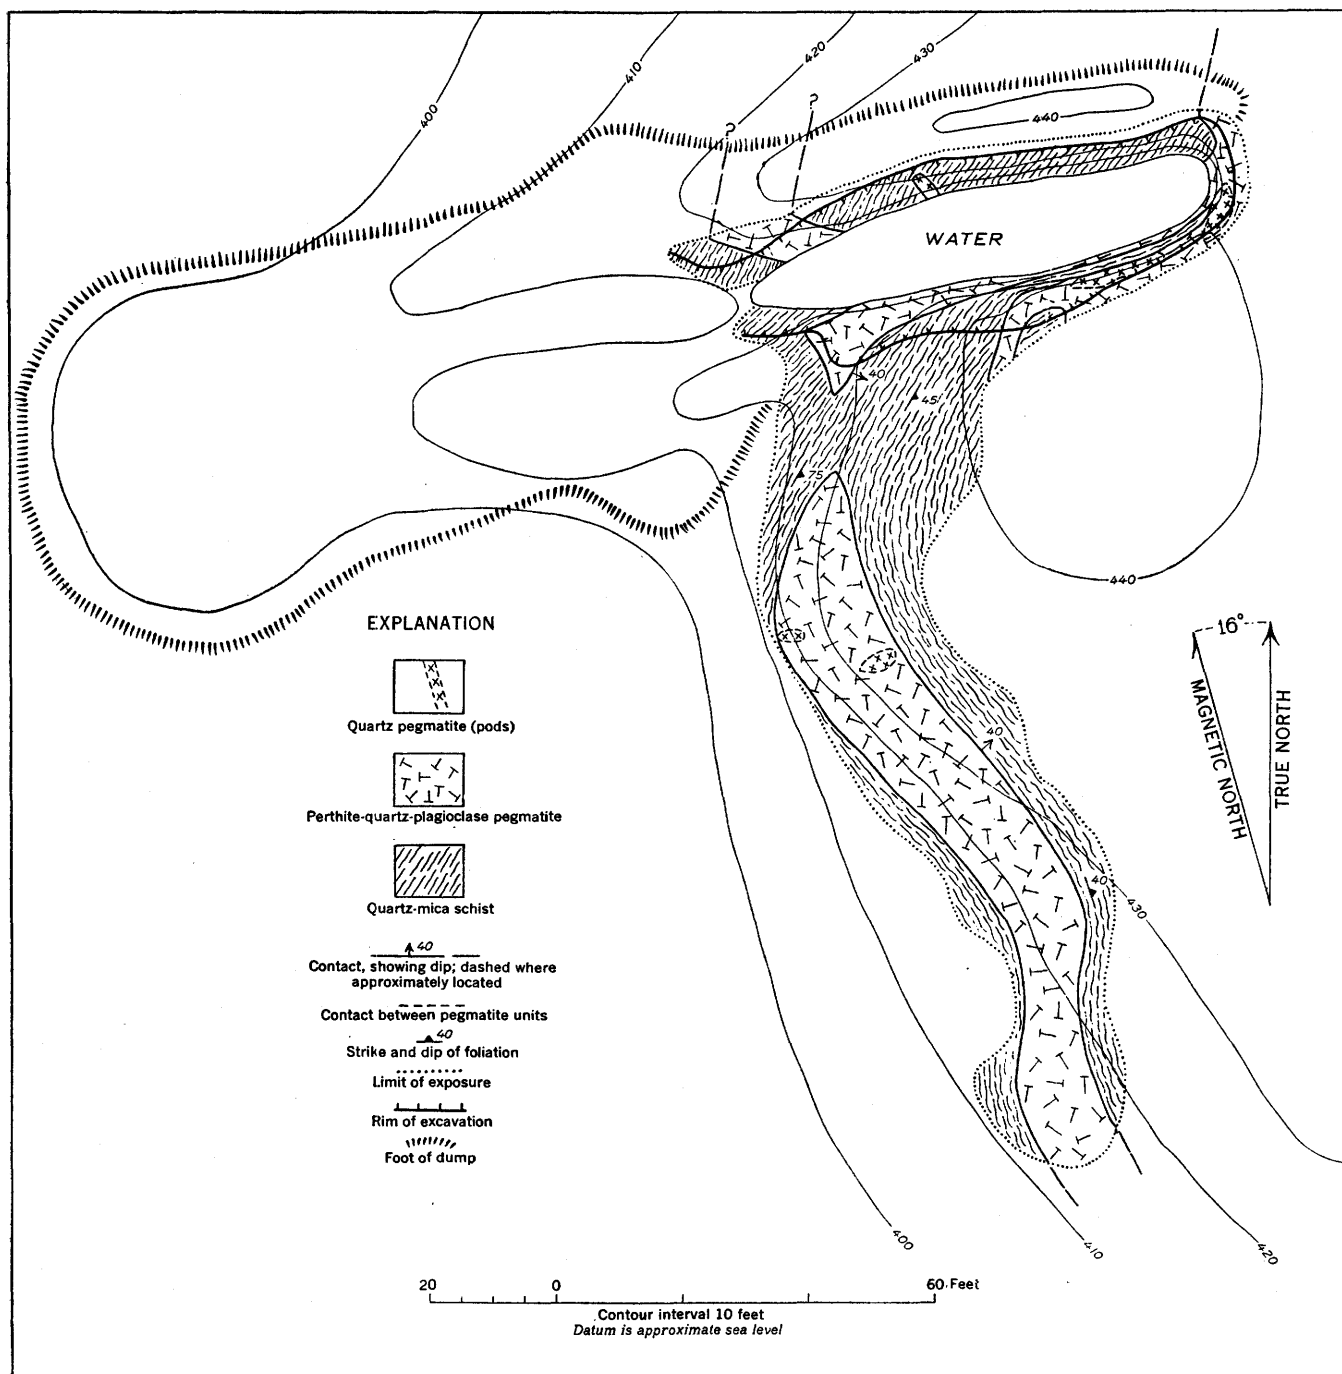 420
430
410
400
?
?
440
WATER
40
45
75
440
EXPLANATION
16°
MAGNETIC NORTH
TRUE NORTH
Quartz pegmatite (pods)
40
Perthite-quartz-plagioclase pegmatite
40
430
Quartz-mica schist
40
Contact, showing dip; dashed where
approximately located
Contact between pegmatite units
40
Strike and dip of foliation
Limit of exposure
Rim of excavation
Foot of dump
400
410
420
20 0 60 Feet
Contour interval 10 feet
Datum is approximate sea level